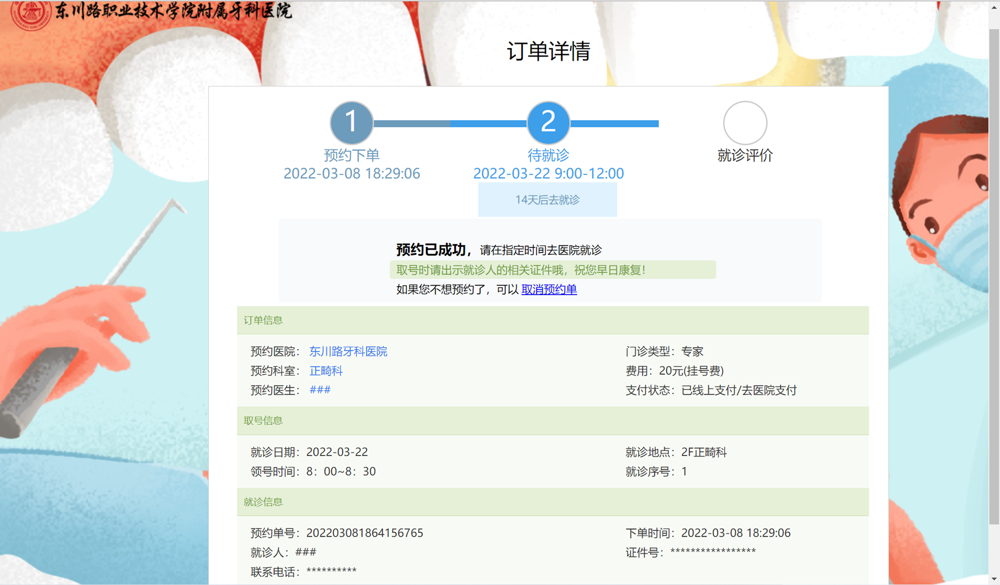 东川路职业技术学院附属牙科医院
订单详情
1
2
预约下单
待就诊
就诊评价
2022-03-08 18:29:06
2022-03-22 9:00-12:00
14天后去就诊
预约已成功，请在指定时间去医院就诊
取号时请出示就诊人的相关证件哦，祝您早日康复！
如果您不想预约了，可以 取消预约单
订单信息
预约医院： 东川路牙科医院
门诊类型：专家
预约科室： 正畸科
费用：20元(挂号费)
预约医生： ###
支付状态：已线上支付/去医院支付
取号信息
就诊日期：2022-03-22
就诊地点：2F正畸科
领号时间：8：00~8：30
就诊序号：1
就诊信息
预约单号：202203081864156765
下单时间：2022-03-08 18:29:06
就诊人：###
证件号：*****************
联系电话：**********